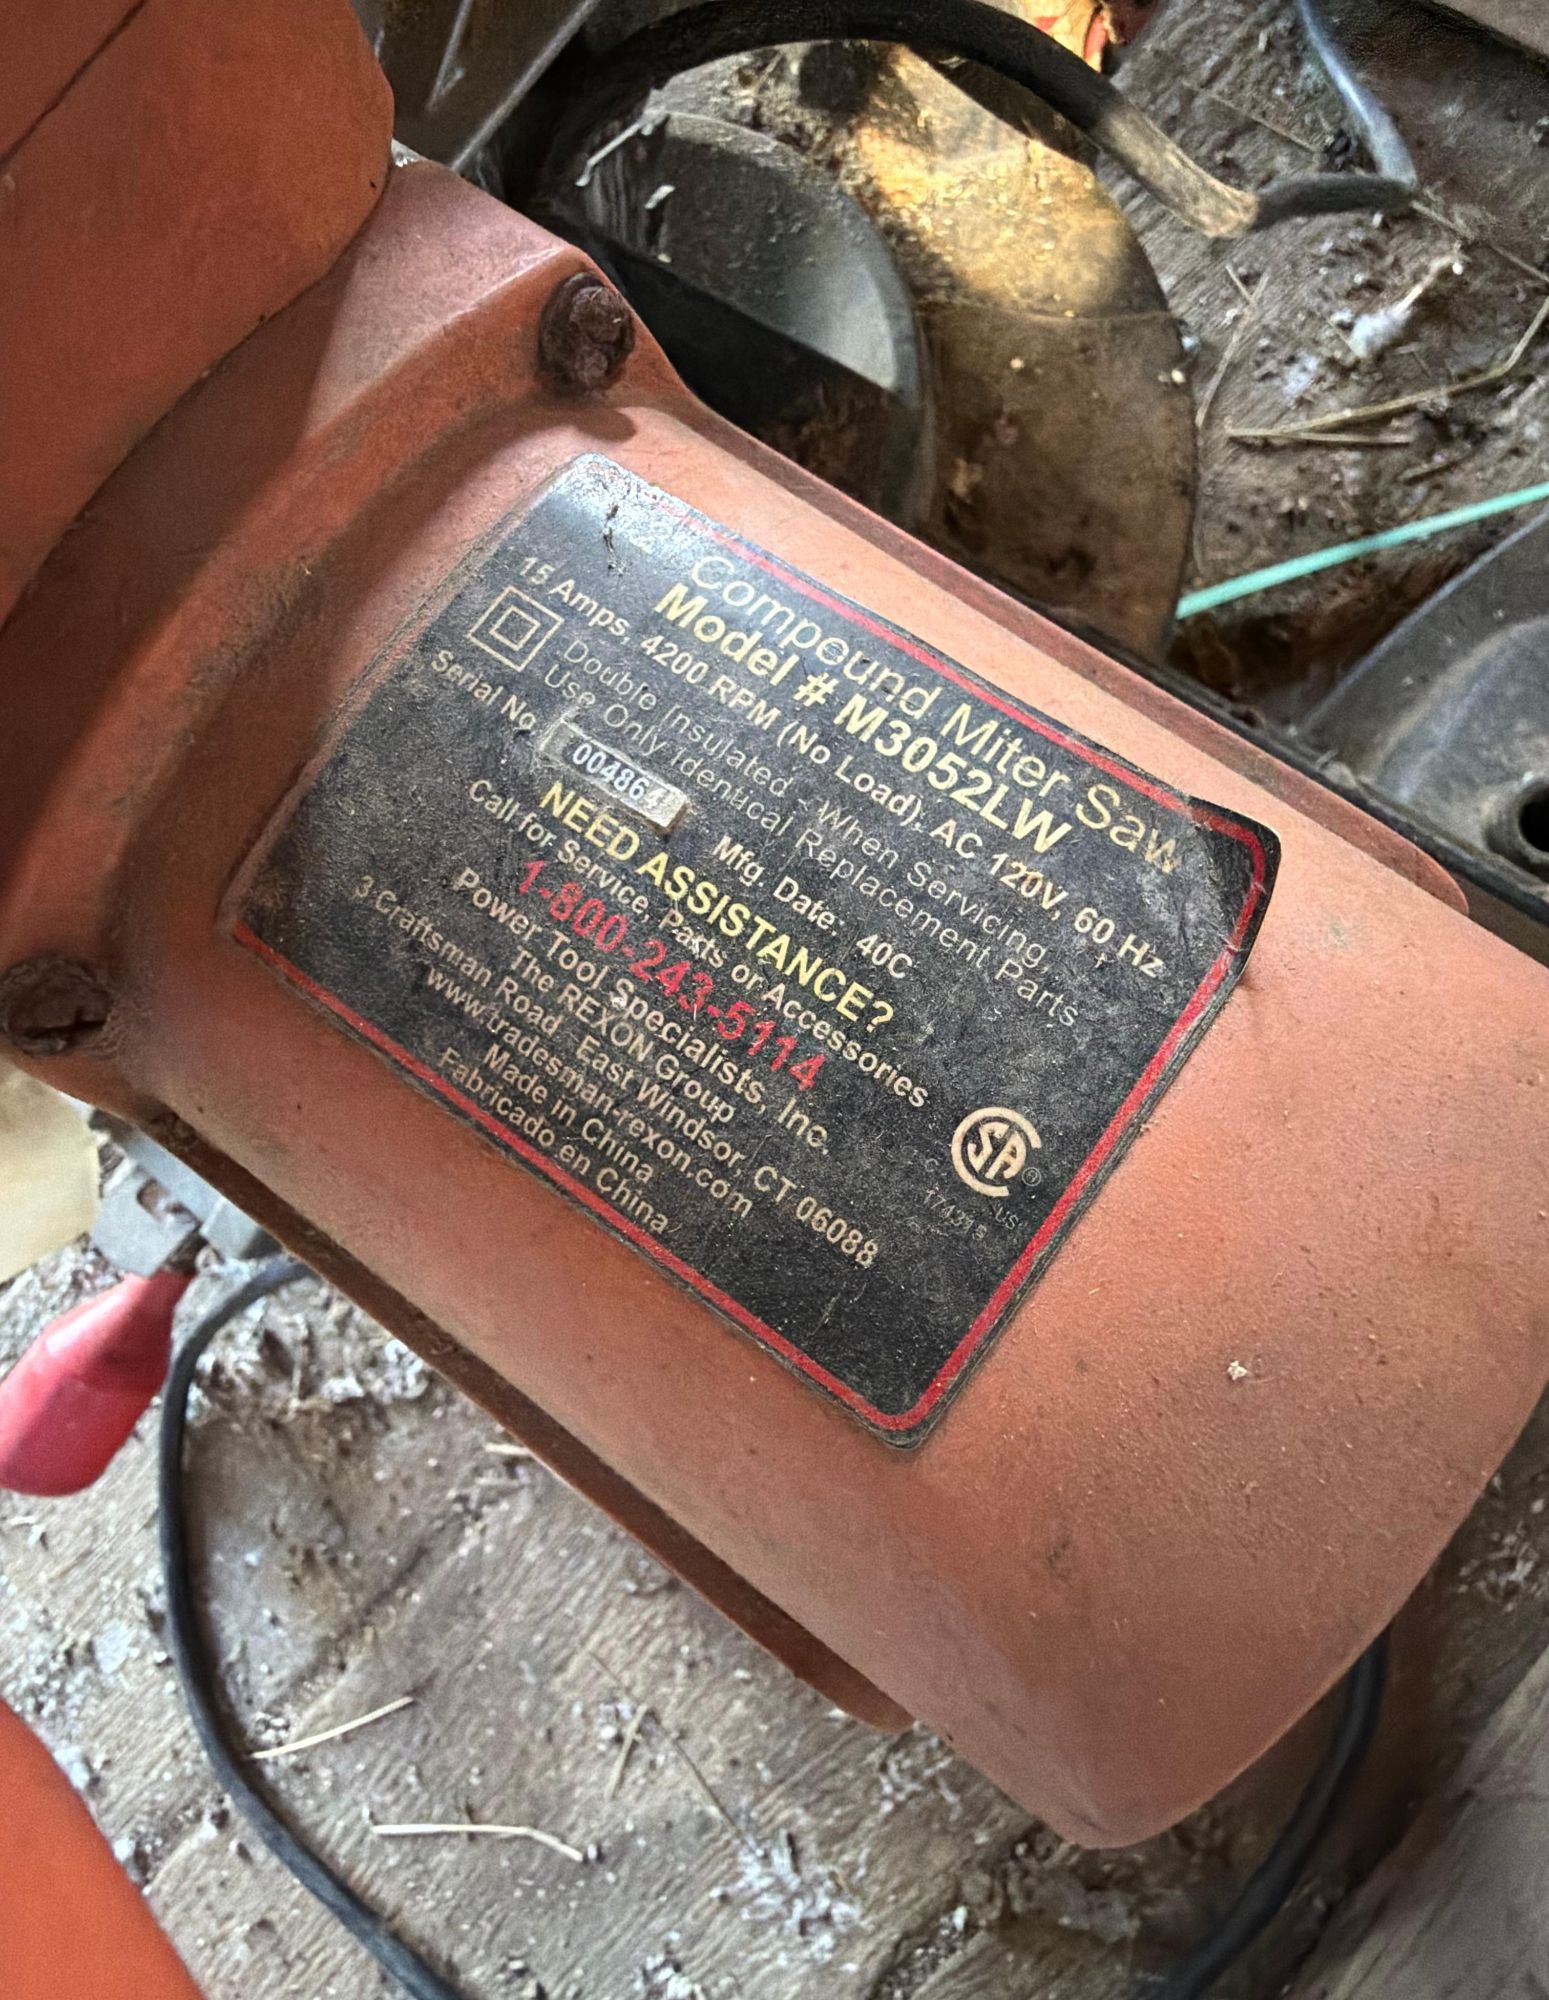 Compound Miter Saw
Model # M3052LW
15 Amps, 4200 RPM (No Load), AC 120V, 60 Hz
Double Insulated - When Servicing,
Use Only Identical Replacement Parts
Serial No. 004864
Mfg. Date: 40C
NEED ASSISTANCE?
Call for Service, Parts or Accessories
1-800-243-5114
Power Tool Specialists, Inc.
The REXON Group
3 Craftsman Road East Windsor, CT 06088
www.tradesman-rexon.com
Made in China
Fabricado en China
CSA ®
C US
174315